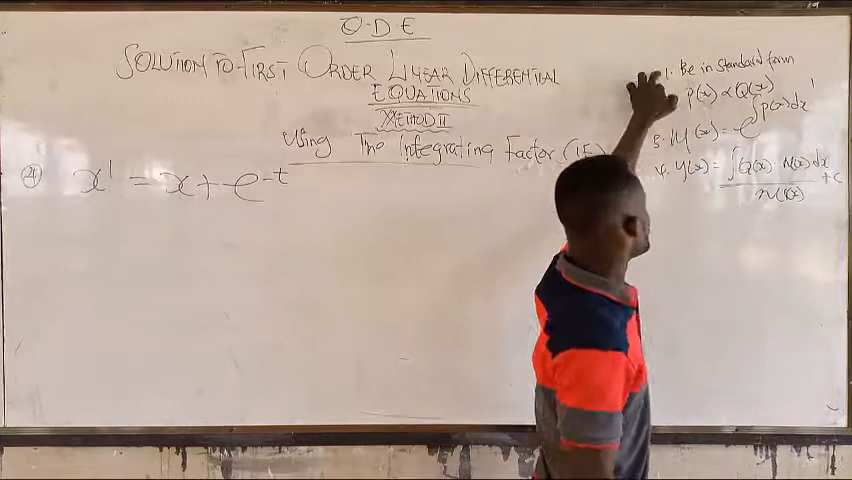 O.D.E
SOLUTION TO FIRST ORDER LINEAR DIFFERENTIAL
EQUATIONS
METHOD II
Using The Integrating Factor (I.F)
④ x' = x + e^-t
1. Be in Standard form
P(x) & Q(x)
3. μ(x) = e^∫P(x)dx
4. y(x) = ∫Q(x) · μ(x) dx + c
μ(x)